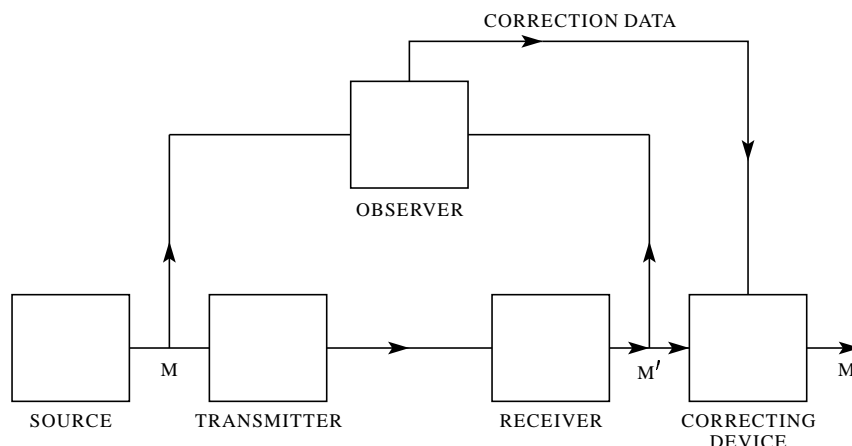 CORRECTION DATA
OBSERVER
M
M′
M
SOURCE
TRANSMITTER
RECEIVER
CORRECTING
DEVICE